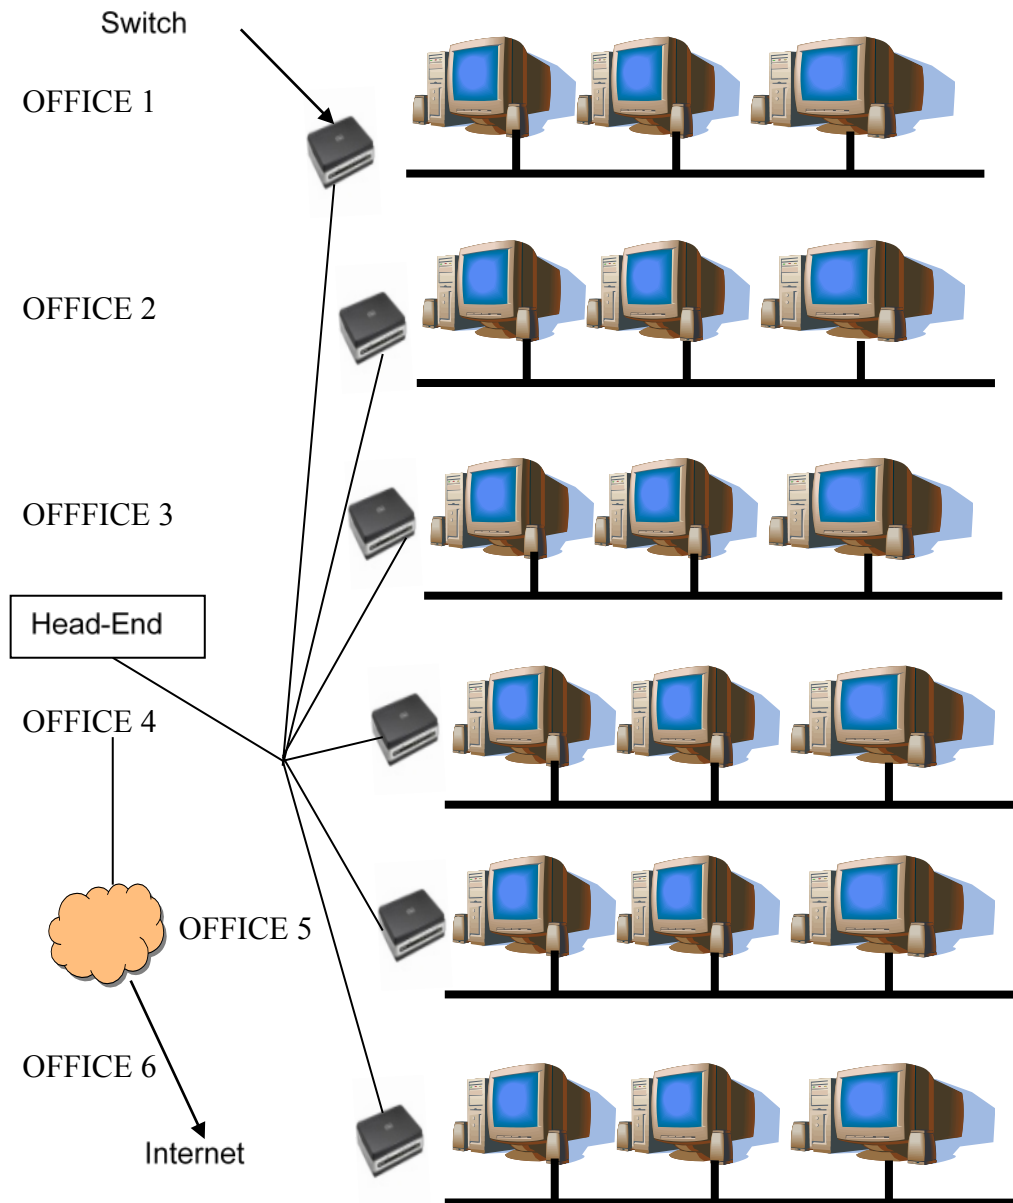 Switch
OFFICE 1
OFFICE 2
OFFFICE 3
Head-End
OFFICE 4
OFFICE 5
OFFICE 6
Internet